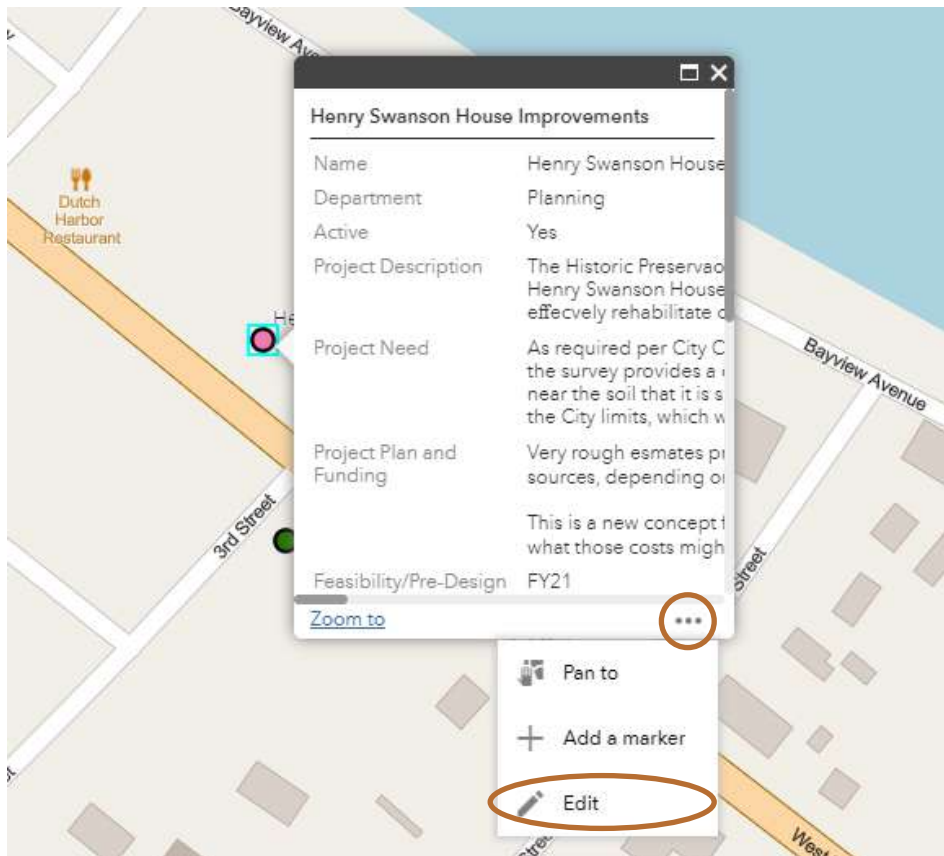 Bayview Ave
Henry Swanson House Improvements
Name Henry Swanson House
Department Planning
Active Yes
Project Description The Historic Preservao
Henry Swanson House
effecvely rehabilitate
Project Need As required per City C
the survey provides a
near the soil that it is s
the City limits, which w
Project Plan and Very rough esmates
Funding sources, depending
This is a new concept
what those costs migh
Feasibility/Pre-Design FY21
Zoom to
Pan to
Add a marker
Edit
Dutch
Harbor
Restaurant
He
3rd Street
Bayview Avenue
Street
West